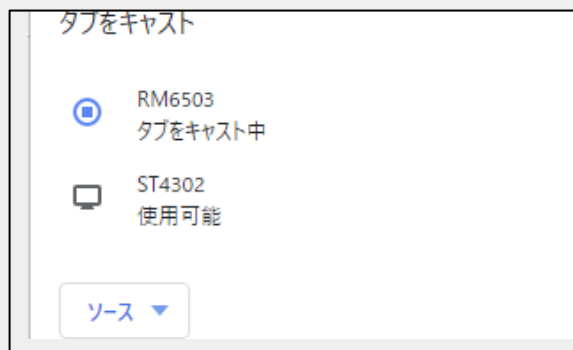 タブをキャスト
RM6503
タブをキャスト中
ST4302
使用可能
ソース